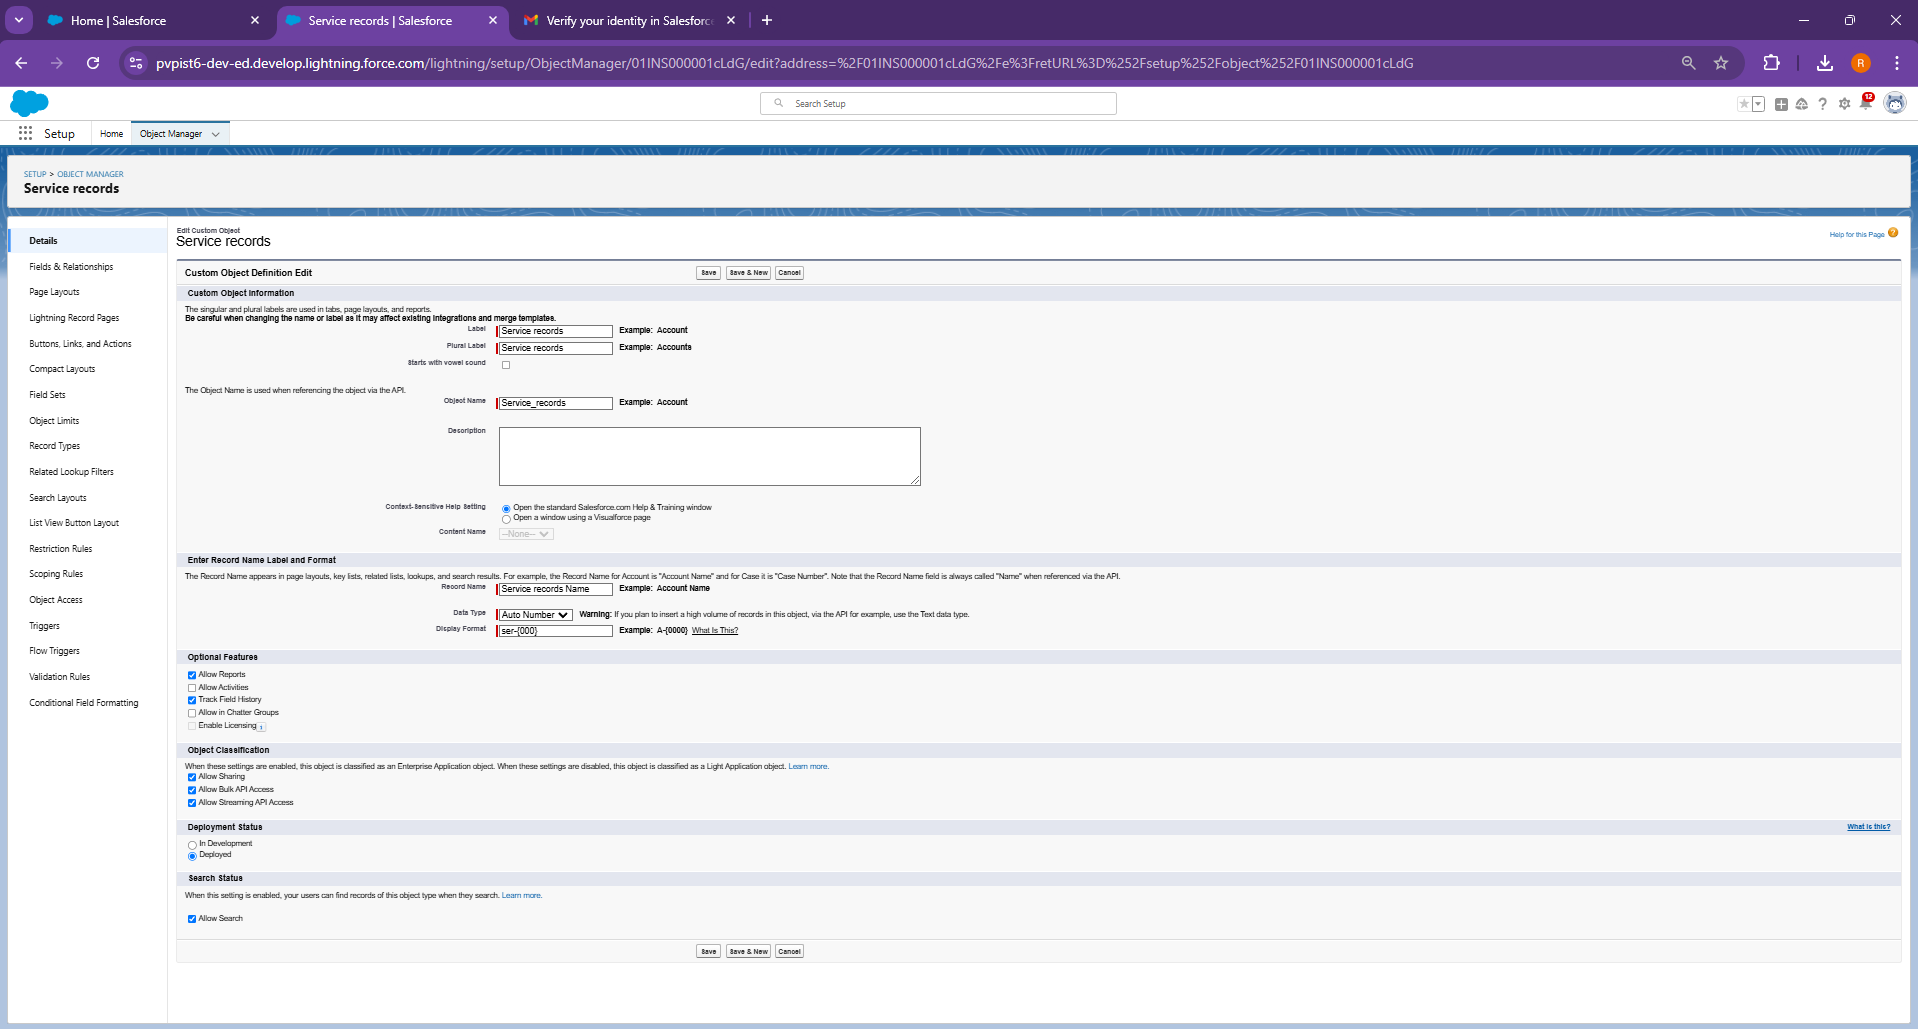 Home | Salesforce
Service records | Salesforce
Verify your identity in Salesforc
pvpist6-dev-ed.develop.lightning.force.com/lightning/setup/ObjectManager/01INS000001cLdG/edit?address=%2F01INS000001cLdG%2Fe%3FretURL%3D%252Fsetup%252Fobject%252F01INS000001cLdG
R
Search Setup
12
Setup
Home
Object Manager
SETUP > OBJECT MANAGER
Service records
Details
Fields & Relationships
Page Layouts
Lightning Record Pages
Buttons, Links, and Actions
Compact Layouts
Field Sets
Object Limits
Record Types
Related Lookup Filters
Search Layouts
List View Button Layout
Restriction Rules
Scoping Rules
Object Access
Triggers
Flow Triggers
Validation Rules
Conditional Field Formatting
Edit Custom Object
Service records
Help for this Page
Custom Object Definition Edit
Save Save & New Cancel
Custom Object Information
The singular and plural labels are used in tabs, page layouts, and reports.
Be careful when changing the name or label as it may affect existing integrations and merge templates.
Label Service records Example: Account
Plural Label Service records Example: Accounts
Starts with vowel sound
The Object Name is used when referencing the object via the API.
Object Name Service_records Example: Account
Description
Context-Sensitive Help Setting Open the standard Salesforce.com Help & Training window
Open a window using a Visualforce page
Content Name --None--
Enter Record Name Label and Format
The Record Name appears in page layouts, key lists, related lists, lookups, and search results. For example, the Record Name for Account is "Account Name" and for Case it is "Case Number". Note that the Record Name field is always called "Name" when referenced via the API.
Record Name Service records Name Example: Account Name
Data Type Auto Number Warning: If you plan to insert a high volume of records in this object, via the API for example, use the Text data type.
Display Format ser-{000} Example: A-{0000} What Is This?
Optional Features
Allow Reports
Allow Activities
Track Field History
Allow in Chatter Groups
Enable Licensing i
Object Classification
When these settings are enabled, this object is classified as an Enterprise Application object. When these settings are disabled, this object is classified as a Light Application object. Learn more.
Allow Sharing
Allow Bulk API Access
Allow Streaming API Access
Deployment Status
What is this?
In Development
Deployed
Search Status
When this setting is enabled, your users can find records of this object type when they search. Learn more.
Allow Search
Save Save & New Cancel